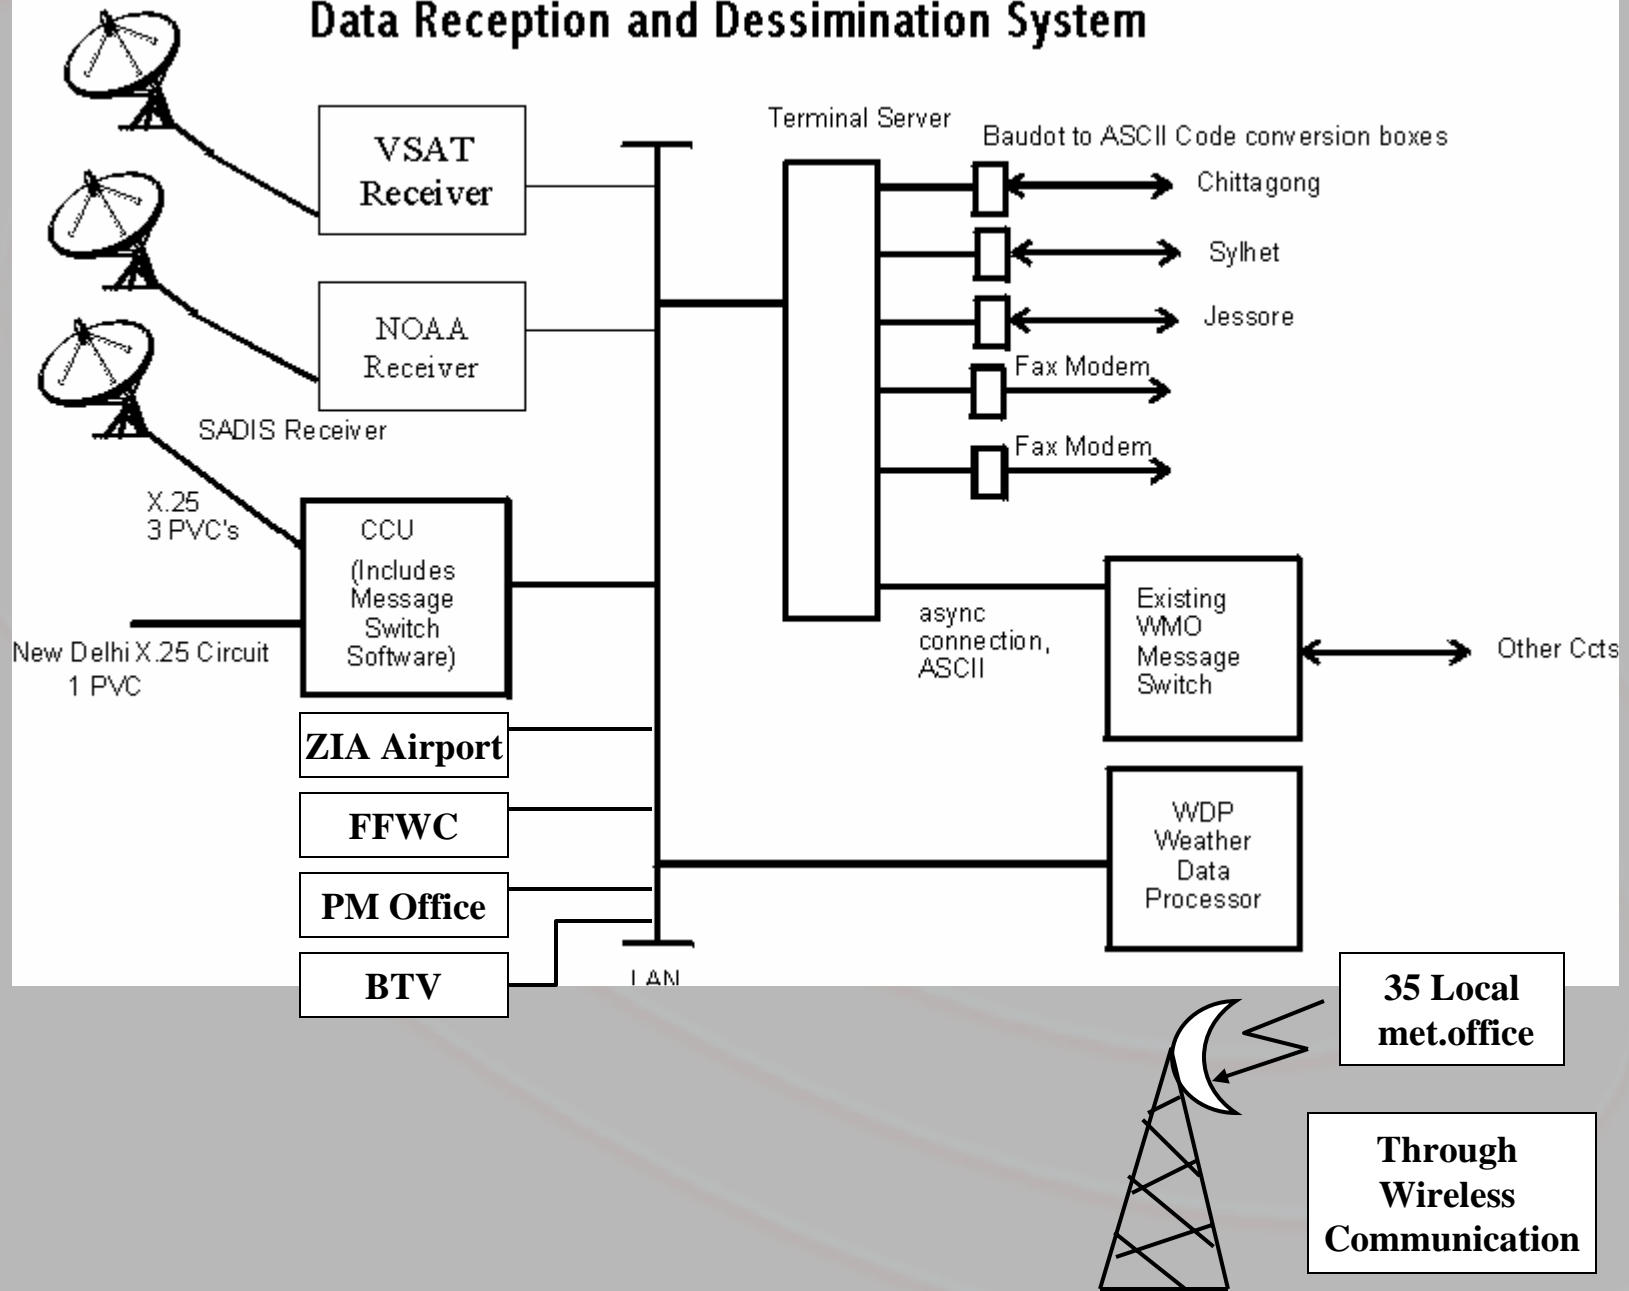 Data Reception and Dessimination System
VSAT
Receiver
NOAA
Receiver
SADIS Receiver
X.25
3 PVC's
CCU
(Includes
Message
Switch
Software)
New Delhi X.25 Circuit
1 PVC
ZIA Airport
FFWC
PM Office
BTV
LAN
Terminal Server
Baudot to ASCII Code conversion boxes
Chittagong
Sylhet
Jessore
Fax Modem
Fax Modem
async
connection,
ASCII
Existing
WMO
Message
Switch
Other Ccts
WDP
Weather
Data
Processor
35 Local
met.office
Through
Wireless
Communication